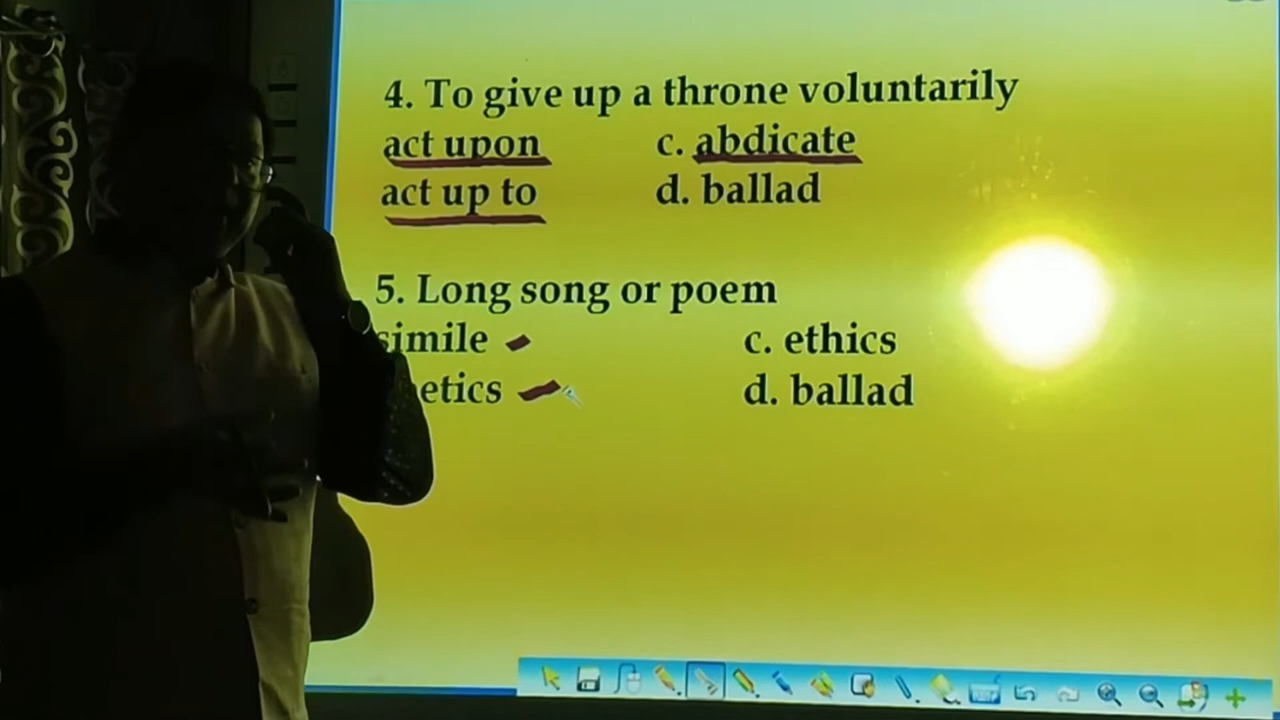 4. To give up a throne voluntarily
act upon c. abdicate
act up to d. ballad
5. Long song or poem
simile c. ethics
etics d. ballad